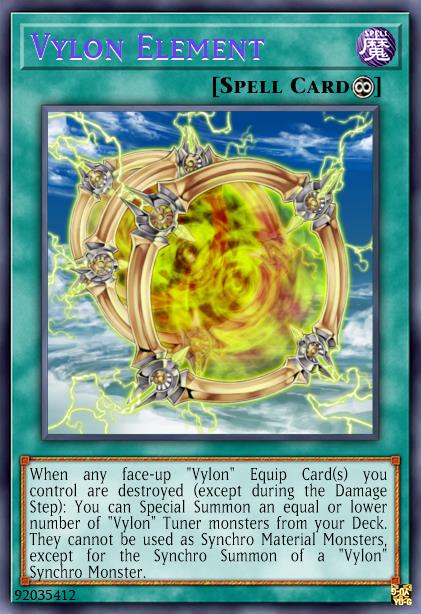 Vylon Element
SPELL
魔
[Spell Card]
When any face-up "Vylon" Equip Card(s) you
control are destroyed (except during the Damage
Step): You can Special Summon an equal or lower
number of "Vylon" Tuner monsters from your Deck.
They cannot be used as Synchro Material Monsters,
except for the Synchro Summon of a "Vylon"
Synchro Monster.
92035412